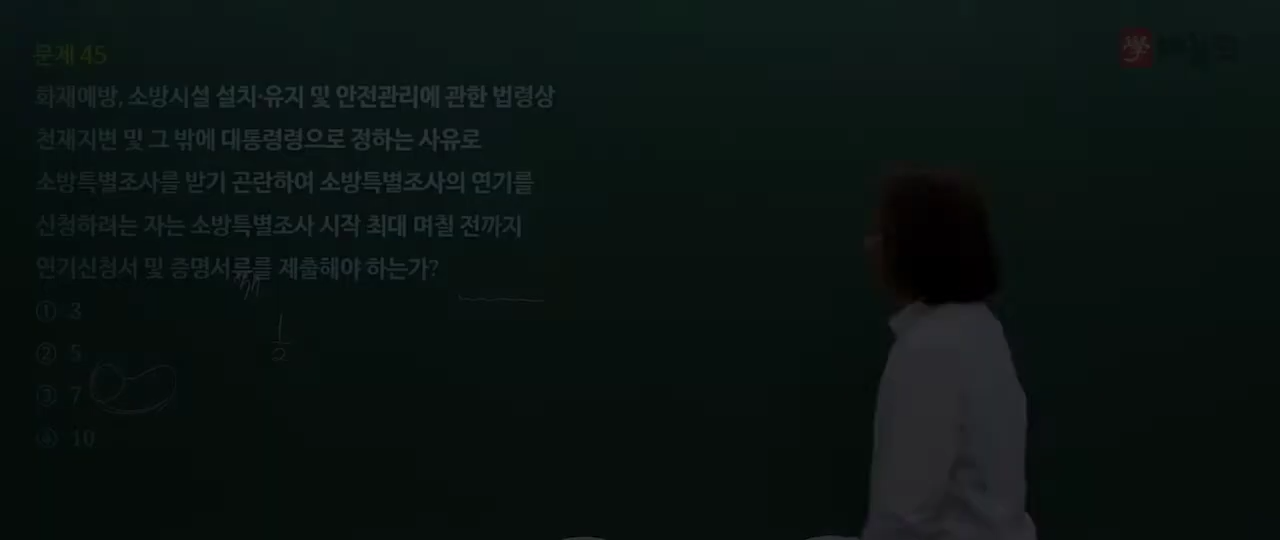 문제 45
화재예방, 소방시설 설치·유지 및 안전관리에 관한 법령상
천재지변 및 그 밖에 대통령령으로 정하는 사유로
소방특별조사를 받기 곤란하여 소방특별조사의 연기를
신청하려는 자는 소방특별조사 시작 최대 며칠 전까지
연기신청서 및 증명서류를 제출해야 하는가?
① 3
② 5
③ 7
④ 10
1
2